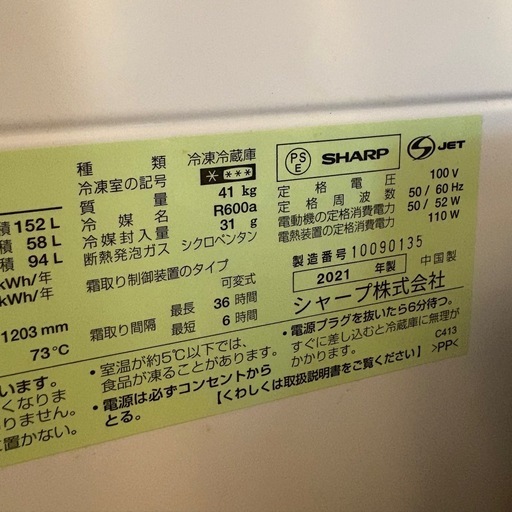 積 152 L
積 58 L
積 94 L
kWh/年
kWh/年
1203 mm
73℃
います。
くなりま
りません。
に置かない。
種類 冷凍冷蔵庫
冷凍室の記号 * ***
質量 41 kg
冷媒名 R600a
冷媒封入量 31 g
断熱発泡ガス シクロペンタン
霜取り制御装置のタイプ
可変式
霜取り間隔 最長 36 時間
最短 6 時間
・室温が約5℃以下では、
食品が凍ることがあります。
・電源は必ずコンセントから
とる。
PSE SHARP S JET
定格電圧 100 V
定格周波数 50 / 60 Hz
電動機の定格消費電力 50 / 52 W
電熱装置の定格消費電力 110 W
製造番号 10090135
2021 年製 中国製
シャープ株式会社
・電源プラグを抜いたら6分待つ。
すぐに差し込むと冷蔵庫に無理が
かかります。 C413
【くわしくは取扱説明書をご覧ください】 >PP<